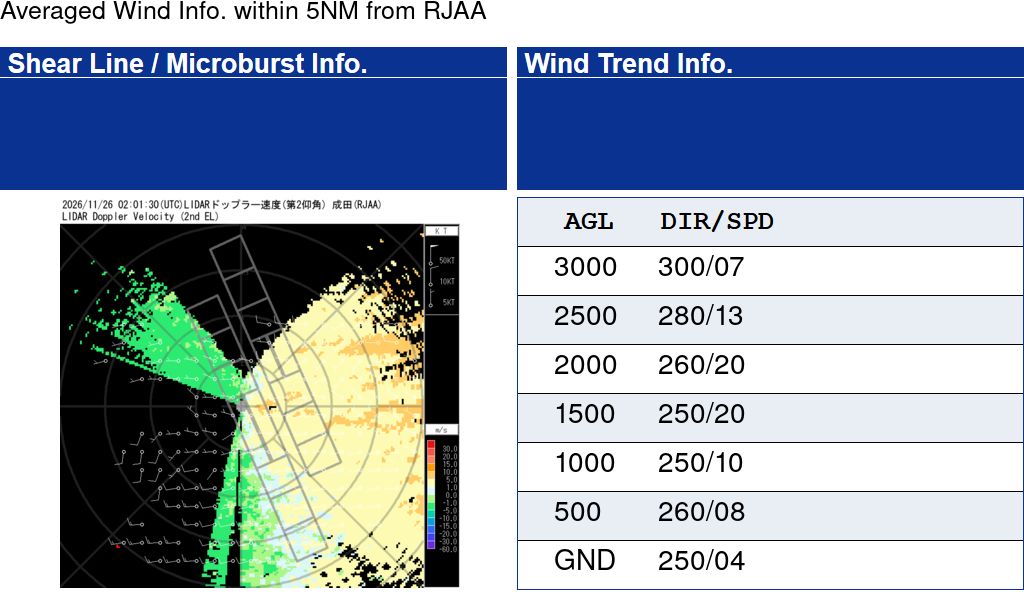 Averaged Wind Info. within 5NM from RJAA
Shear Line / Microburst Info.
Wind Trend Info.
2026/11/26 02:01:30(UTC)LIDARドップラー速度(第2仰角) 成田(RJAA)
LIDAR Doppler Velocity (2nd EL)
KT
50KT
10KT
5KT
m/s
30.0
20.0
15.0
10.0
5.0
1.0
0.0
-1.0
-5.0
-10.0
-15.0
-20.0
-30.0
-60.0
AGL DIR/SPD
3000 300/07
2500 280/13
2000 260/20
1500 250/20
1000 250/10
500 260/08
GND 250/04